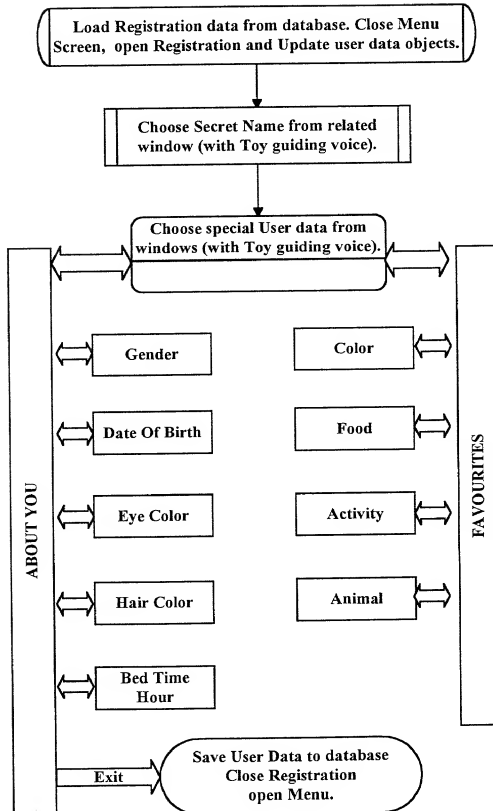 Load Registration data from database. Close Menu
Screen, open Registration and Update user data objects.
Choose Secret Name from related
window (with Toy guiding voice).
Choose special User data from
windows (with Toy guiding voice).
ABOUT YOU
FAVOURITES
Gender
Color
Date Of Birth
Food
Eye Color
Activity
Hair Color
Animal
Bed Time
Hour
Exit
Save User Data to database
Close Registration
open Menu.